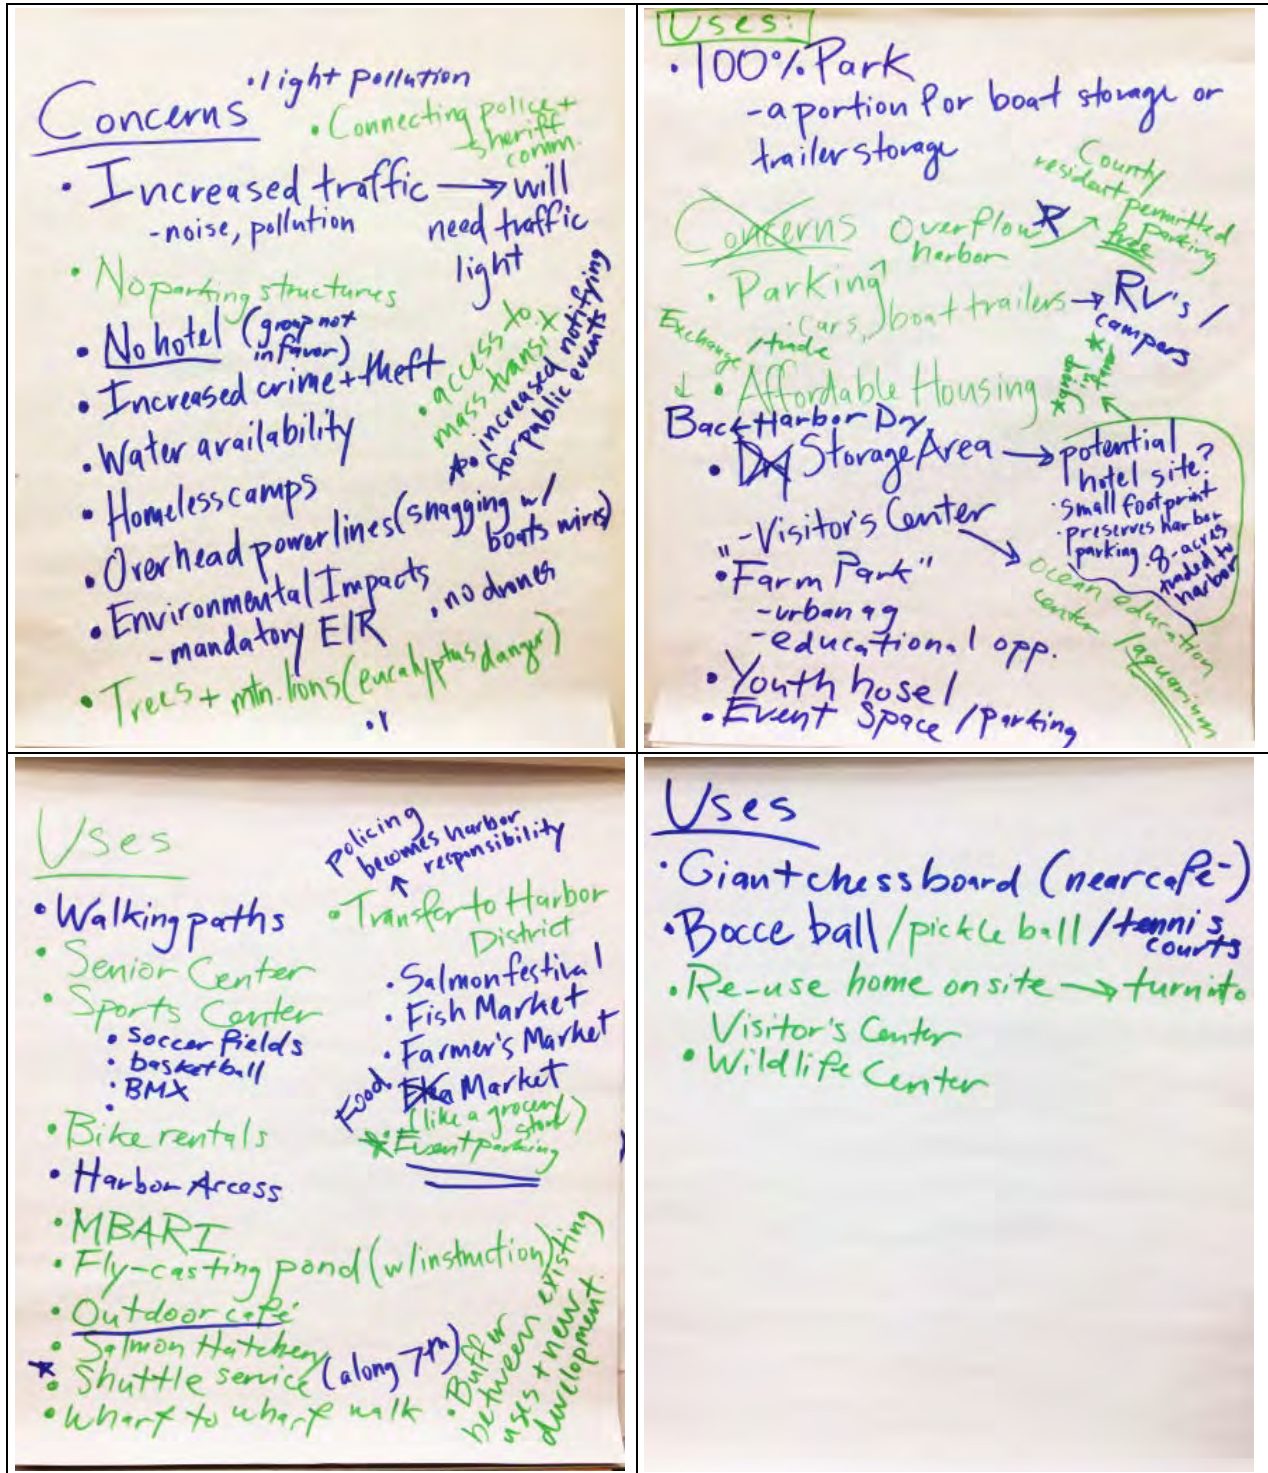 Concerns
• light pollution
• Connecting police +
sheriff
comm.
• Increased traffic → will
need traffic
light
- noise, pollution
• No parking structures
• No hotel (group not
in favor)
• Increased crime + theft
• access to
mass transit
• increased notifying
for public events
• Water availability
• Homeless camps
• Overhead powerlines (snagging w/
boats wires)
• Environmental Impacts
- mandatory EIR
• no drones
• Trees + mtn. lions (eucalyptus danger)
Uses:
• 100% Park
- a portion for boat storage or
trailer storage
Concerns
Overflow
harbor
County
resident permitted
parking
free
• Parking
(cars, boat trailers → RV's /
campers
Exchange / trade
• Affordable Housing
Back Harbor Dry
• Dry Storage Area → potential
hotel site?
• small footprint
• preserves harbor
parking. 8-acres
traded to
harbor
- Visitor's Center
ocean education
center / aquarium
• "Farm Park"
- urban ag
- educational opp.
• Youth hosel
• Event Space / Parking
Uses
• Walking paths
• Senior Center
• Sports Center
• soccer fields
• basketball
• BMX
• Bike rentals
• Harbor Access
• MBARI
• Fly-casting pond (w/instruction)
• Outdoor café
• Salmon Hatchery
• Shuttle service (along 7th)
• Wharf to wharf walk
Policing
becomes harbor
responsibility
• Transfer to Harbor
District
• Salmon festival
• Fish Market
• Farmer's Market
• Food Market
(like a grocery
store)
Event parking
• Buffer
between existing
uses + new
development.
Uses
• Giant chess board (near café)
• Bocce ball / pickle ball / tennis
courts
• Re-use home on site → turn into
Visitor's Center
• Wildlife Center